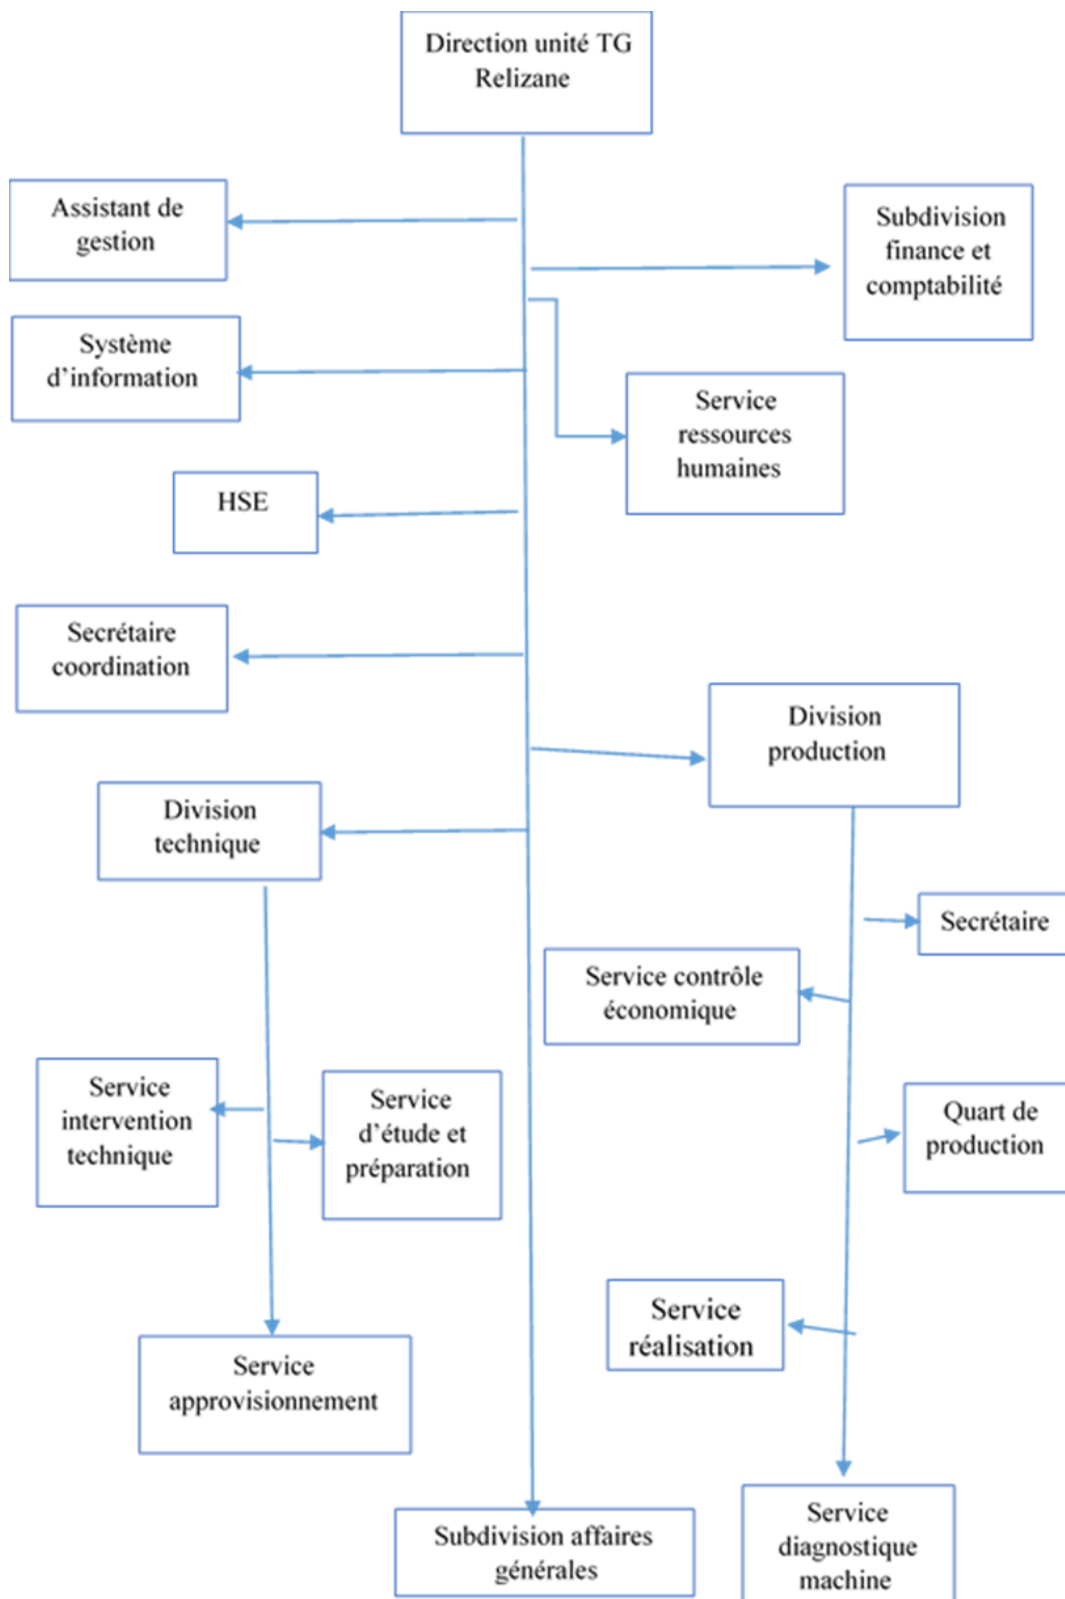 Direction unité TG
Relizane
Assistant de
gestion
Subdivision
finance et
comptabilité
Système
d’information
Service
ressources
humaines
HSE
Secrétaire
coordination
Division
production
Division
technique
Secrétaire
Service contrôle
économique
Service
intervention
technique
Service
d’étude et
préparation
Quart de
production
Service
réalisation
Service
approvisionnement
Subdivision affaires
générales
Service
diagnostique
machine